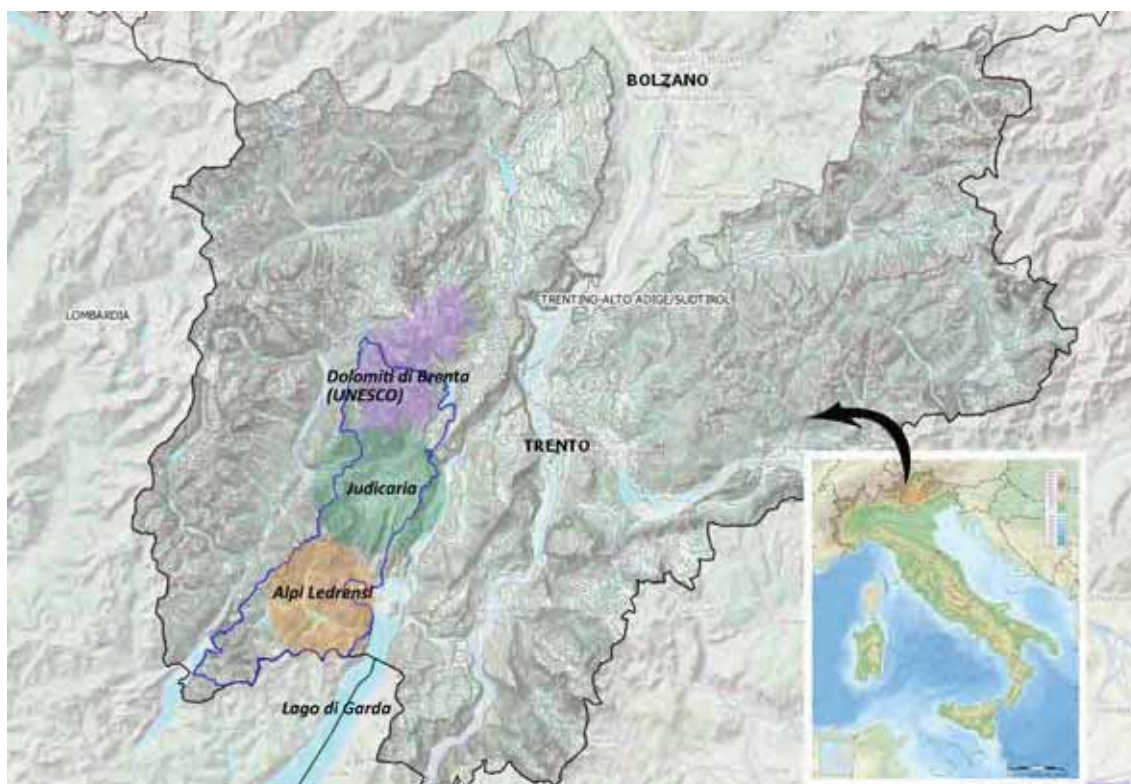 BOLZANO
TRENTINO-ALTO ADIGE/SUDTIROL
LOMBARDIA
Dolomiti di Brenta
(UNESCO)
TRENTO
Judicaria
Alpi Ledrensi
Lago di Garda